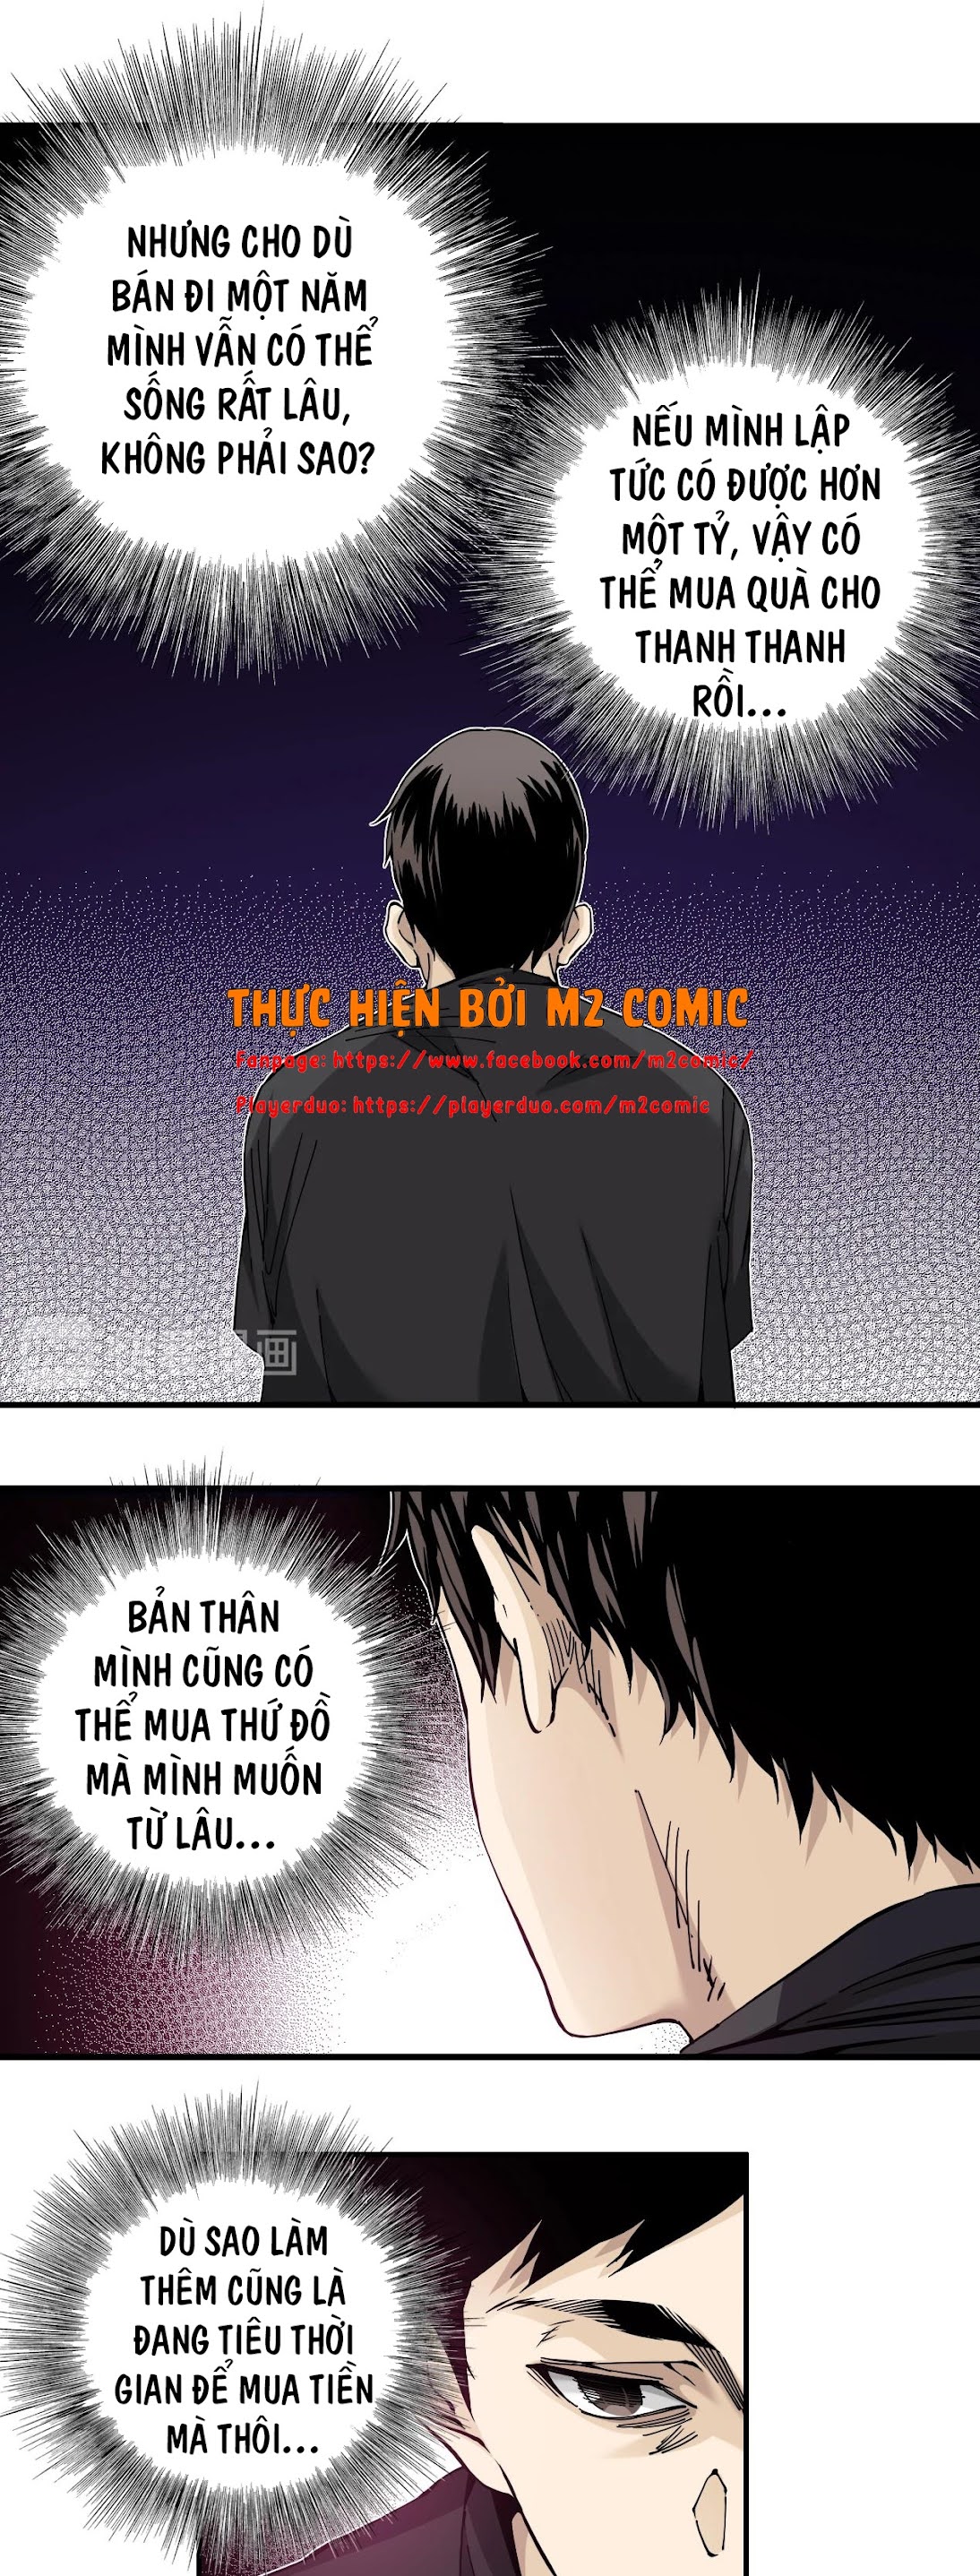 NHƯNG CHO DÙ
BÁN ĐI MỘT NĂM
MÌNH VẪN CÓ THỂ
SỐNG RẤT LÂU,
KHÔNG PHẢI SAO?
NẾU MÌNH LẬP
TỨC CÓ ĐƯỢC HƠN
MỘT TỶ, VẬY CÓ
THỂ MUA QUÀ CHO
THANH THANH
RỒI...
THỰC HIỆN BỞI M2 COMIC
Fanpage: https://www.facebook.com/m2comic/
Playerduo: https://playerduo.com/m2comic
BẢN THÂN
MÌNH CŨNG CÓ
THỂ MUA THỨ ĐỒ
MÀ MÌNH MUỐN
TỪ LÂU...
DÙ SAO LÀM
THÊM CŨNG LÀ
ĐANG TIÊU THỜI
GIAN ĐỂ MUA TIỀN
MÀ THÔI...